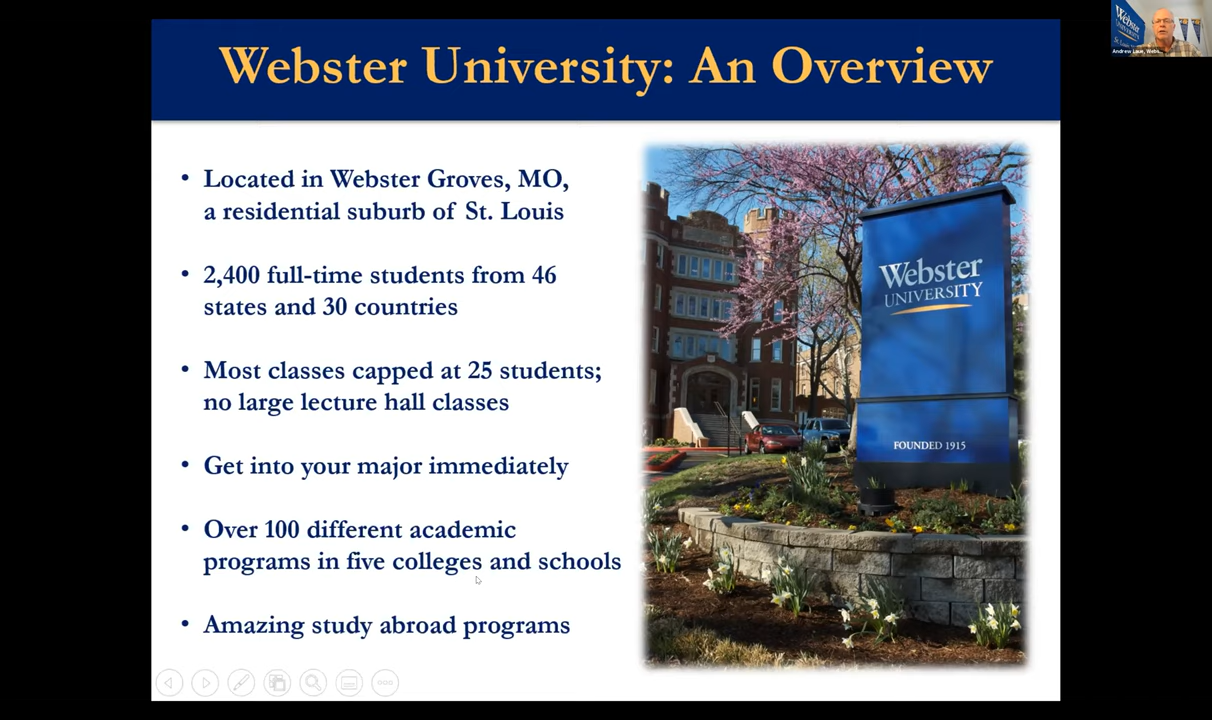 Webster University: An Overview
• Located in Webster Groves, MO,
a residential suburb of St. Louis
• 2,400 full-time students from 46
states and 30 countries
• Most classes capped at 25 students;
no large lecture hall classes
• Get into your major immediately
• Over 100 different academic
programs in five colleges and schools
• Amazing study abroad programs
Webster
UNIVERSITY
FOUNDED 1915
Webster
UNIVERSITY
Andrew